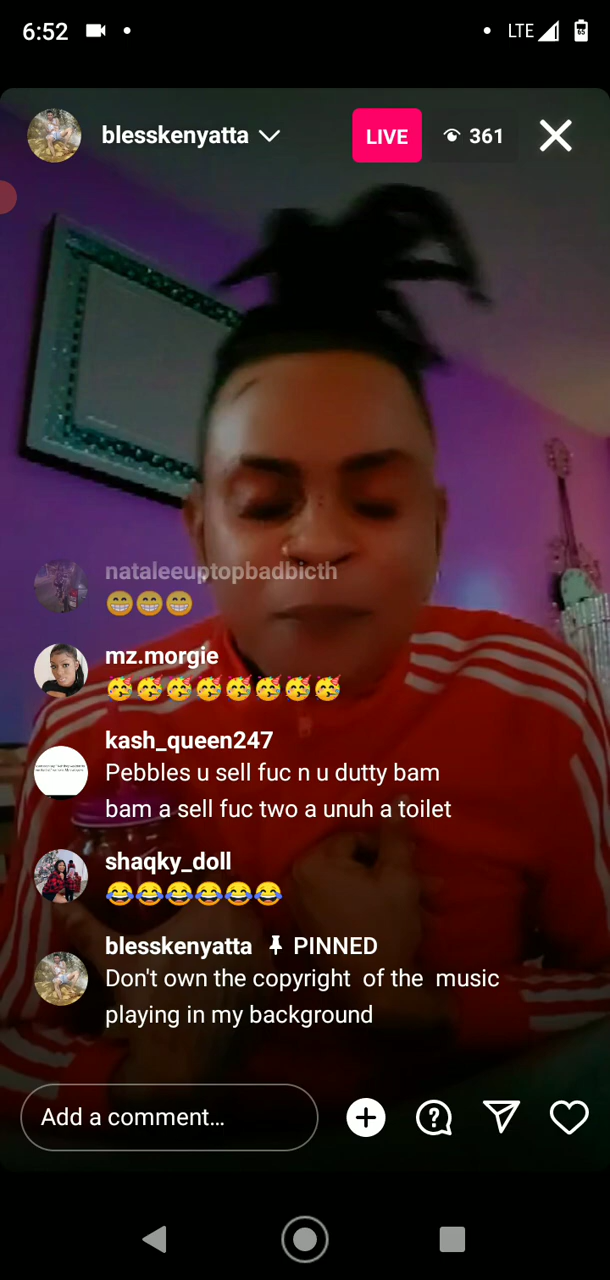 6:52
LTE
65
blesskenyatta
LIVE
361
nataleeuptopbadbicth
😁😁😁
mz.morgie
🥳🥳🥳🥳🥳🥳🥳🥳
kash_queen247
Pebbles u sell fuc n u dutty bam
bam a sell fuc two a unuh a toilet
shaqky_doll
😂😂😂😂😂😂
blesskenyatta PINNED
Don't own the copyright of the music
playing in my background
Add a comment...